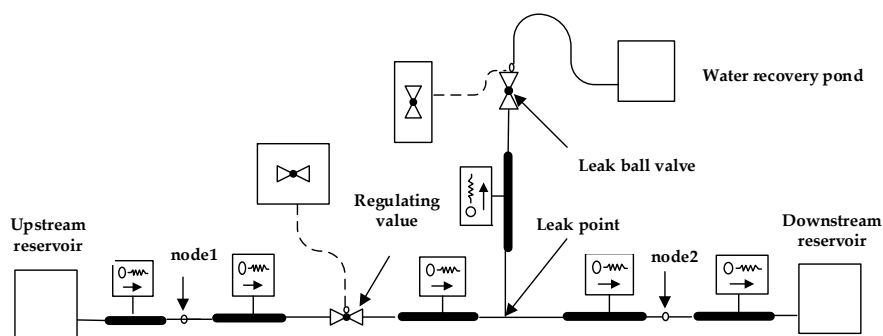 Water recovery pond
Leak ball valve
Regulating
value
Leak point
Upstream
reservoir
node1
node2
Downstream
reservoir